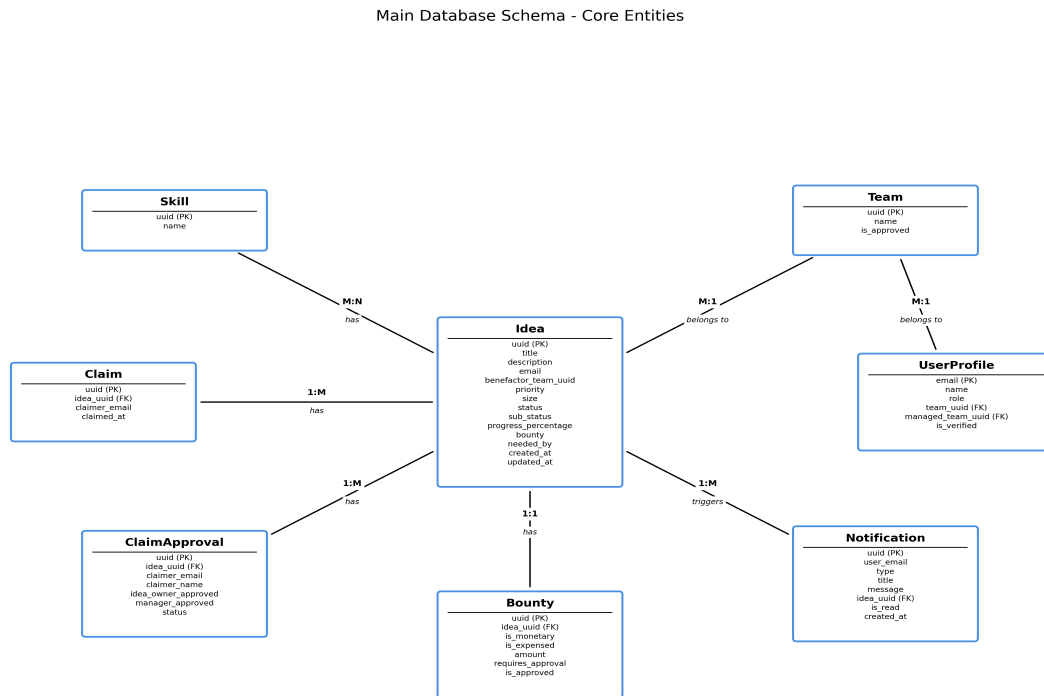 Main Database Schema - Core Entities
Skill
uuid (PK)
name
Team
uuid (PK)
name
is_approved
M:N
has
M:1
belongs to
M:1
belongs to
Idea
uuid (PK)
title
description
email
benefactor_team_uuid
priority
size
status
sub_status
progress_percentage
bounty
needed_by
created_at
updated_at
Claim
uuid (PK)
idea_uuid (FK)
claimer_email
claimed_at
1:M
has
UserProfile
email (PK)
name
role
team_uuid (FK)
managed_team_uuid (FK)
is_verified
1:M
has
1:1
has
1:M
triggers
ClaimApproval
uuid (PK)
idea_uuid (FK)
claimer_email
claimer_name
idea_owner_approved
manager_approved
status
Bounty
uuid (PK)
idea_uuid (FK)
is_monetary
is_expensed
amount
requires_approval
is_approved
Notification
uuid (PK)
user_email
type
title
message
idea_uuid (FK)
is_read
created_at